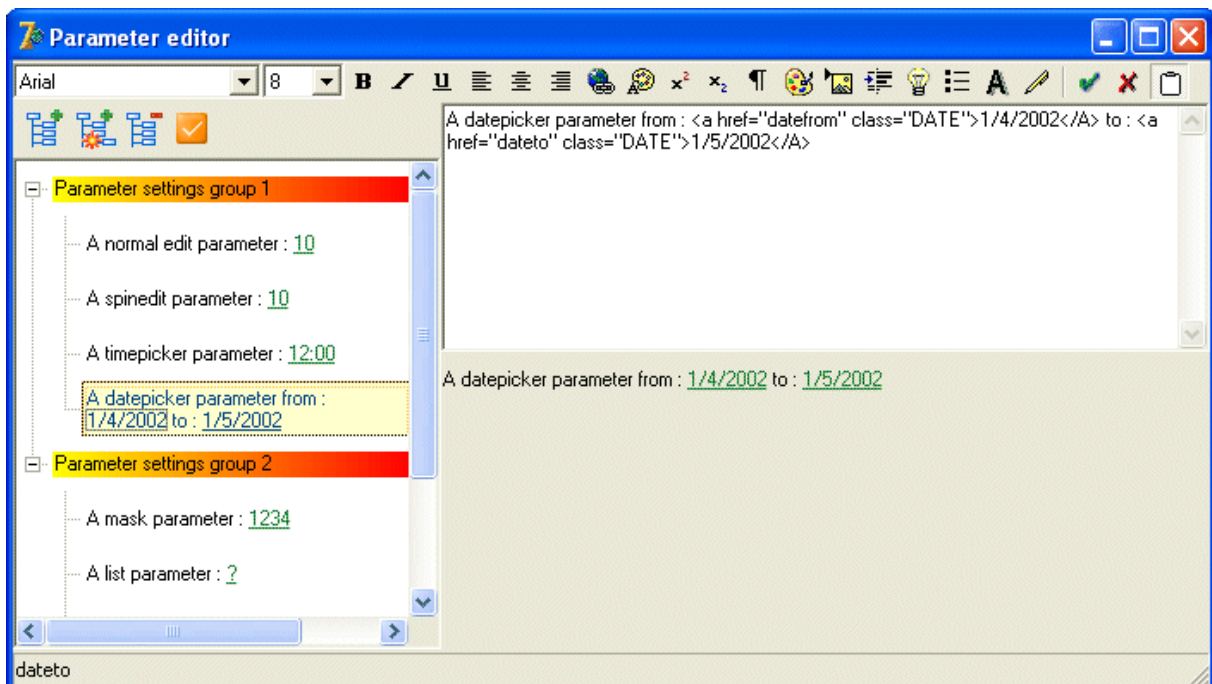 Parameter editor
Arial 8 B I U x² x₂ ¶ A
A datepicker parameter from : <a href="datefrom" class="DATE">1/4/2002</A> to : <a
href="dateto" class="DATE">1/5/2002</A>
Parameter settings group 1
A normal edit parameter : 10
A spinedit parameter : 10
A timepicker parameter : 12:00
A datepicker parameter from :
1/4/2002 to : 1/5/2002
Parameter settings group 2
A mask parameter : 1234
A list parameter : ?
A datepicker parameter from : 1/4/2002 to : 1/5/2002
dateto